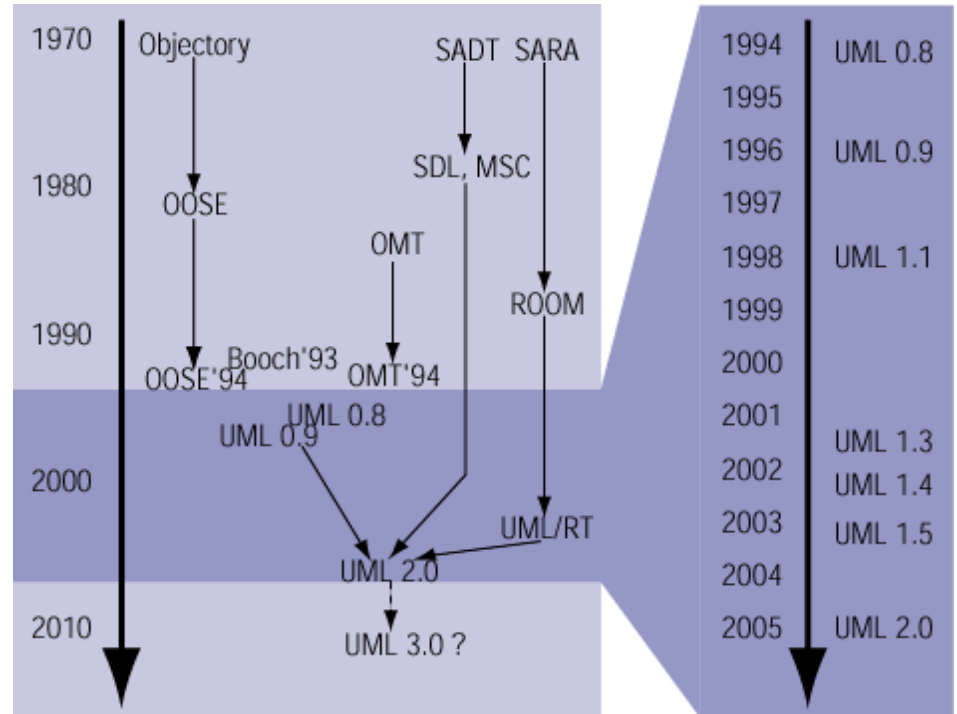 1970
Objectory
SADT SARA
SDL, MSC
1980
OOSE
OMT
ROOM
1990
Booch'93
OOSE'94
OMT'94
UML 0.8
UML 0.9
2000
UML/RT
UML 2.0
2010
UML 3.0 ?
1994 UML 0.8
1995
1996 UML 0.9
1997
1998 UML 1.1
1999
2000
2001
UML 1.3
2002
UML 1.4
2003
UML 1.5
2004
2005 UML 2.0